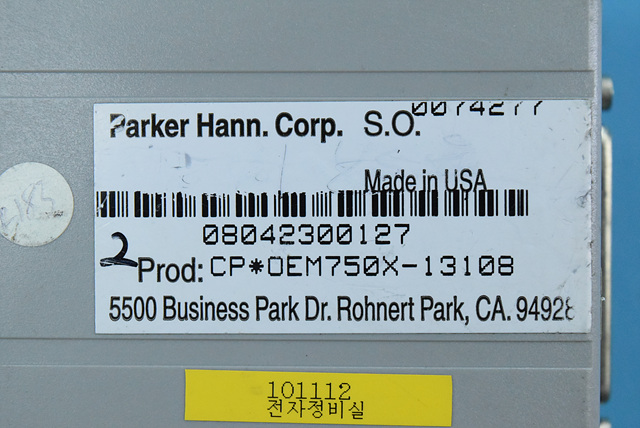 Parker Hann. Corp. S.O. 0074277
Made in USA
08042300127
2 Prod: CP*OEM750X-13108
5500 Business Park Dr. Rohnert Park, CA. 94928
101112
전자정비실